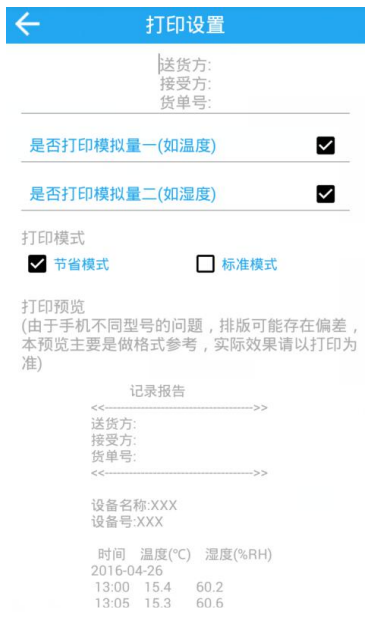 打印设置
送货方:
接受方:
货单号:
是否打印模拟量一(如温度)
是否打印模拟量二(如湿度)
打印模式
节省模式 标准模式
打印预览
(由于手机不同型号的问题，排版可能存在偏差，
本预览主要是做格式参考，实际效果请以打印为
准)
记录报告
<<-------------------------------------->>
送货方:
接受方:
货单号:
<<-------------------------------------->>
设备名称:XXX
设备号:XXX
时间 温度(℃) 湿度(%RH)
2016-04-26
13:00 15.4 60.2
13:05 15.3 60.6